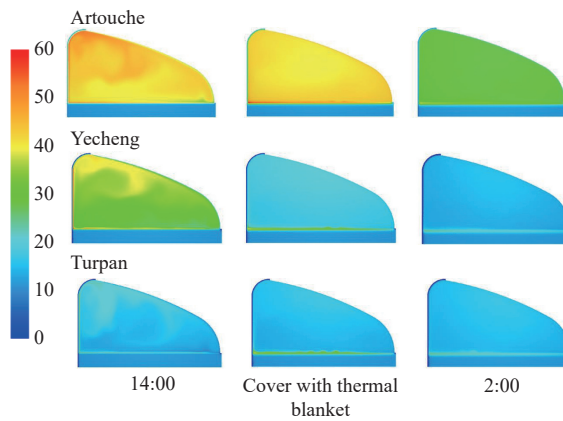 Artouche
60
50
40
30
20
10
0
Yecheng
Turpan
14:00
Cover with thermal
blanket
2:00